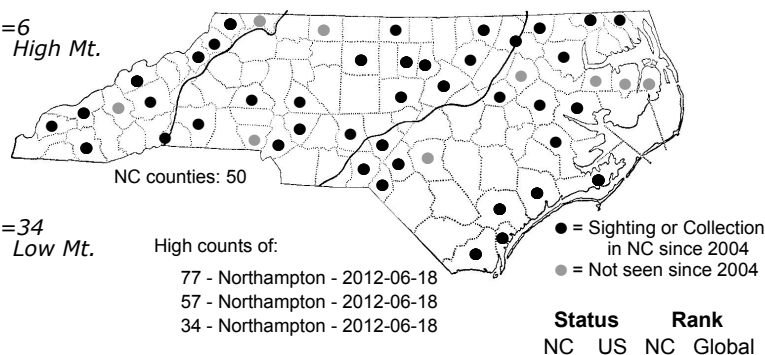 =6
High Mt.
NC counties: 50
=34
Low Mt.
High counts of:
77 - Northampton - 2012-06-18
57 - Northampton - 2012-06-18
34 - Northampton - 2012-06-18
= Sighting or Collection
in NC since 2004
= Not seen since 2004
Status Rank
NC US NC Global